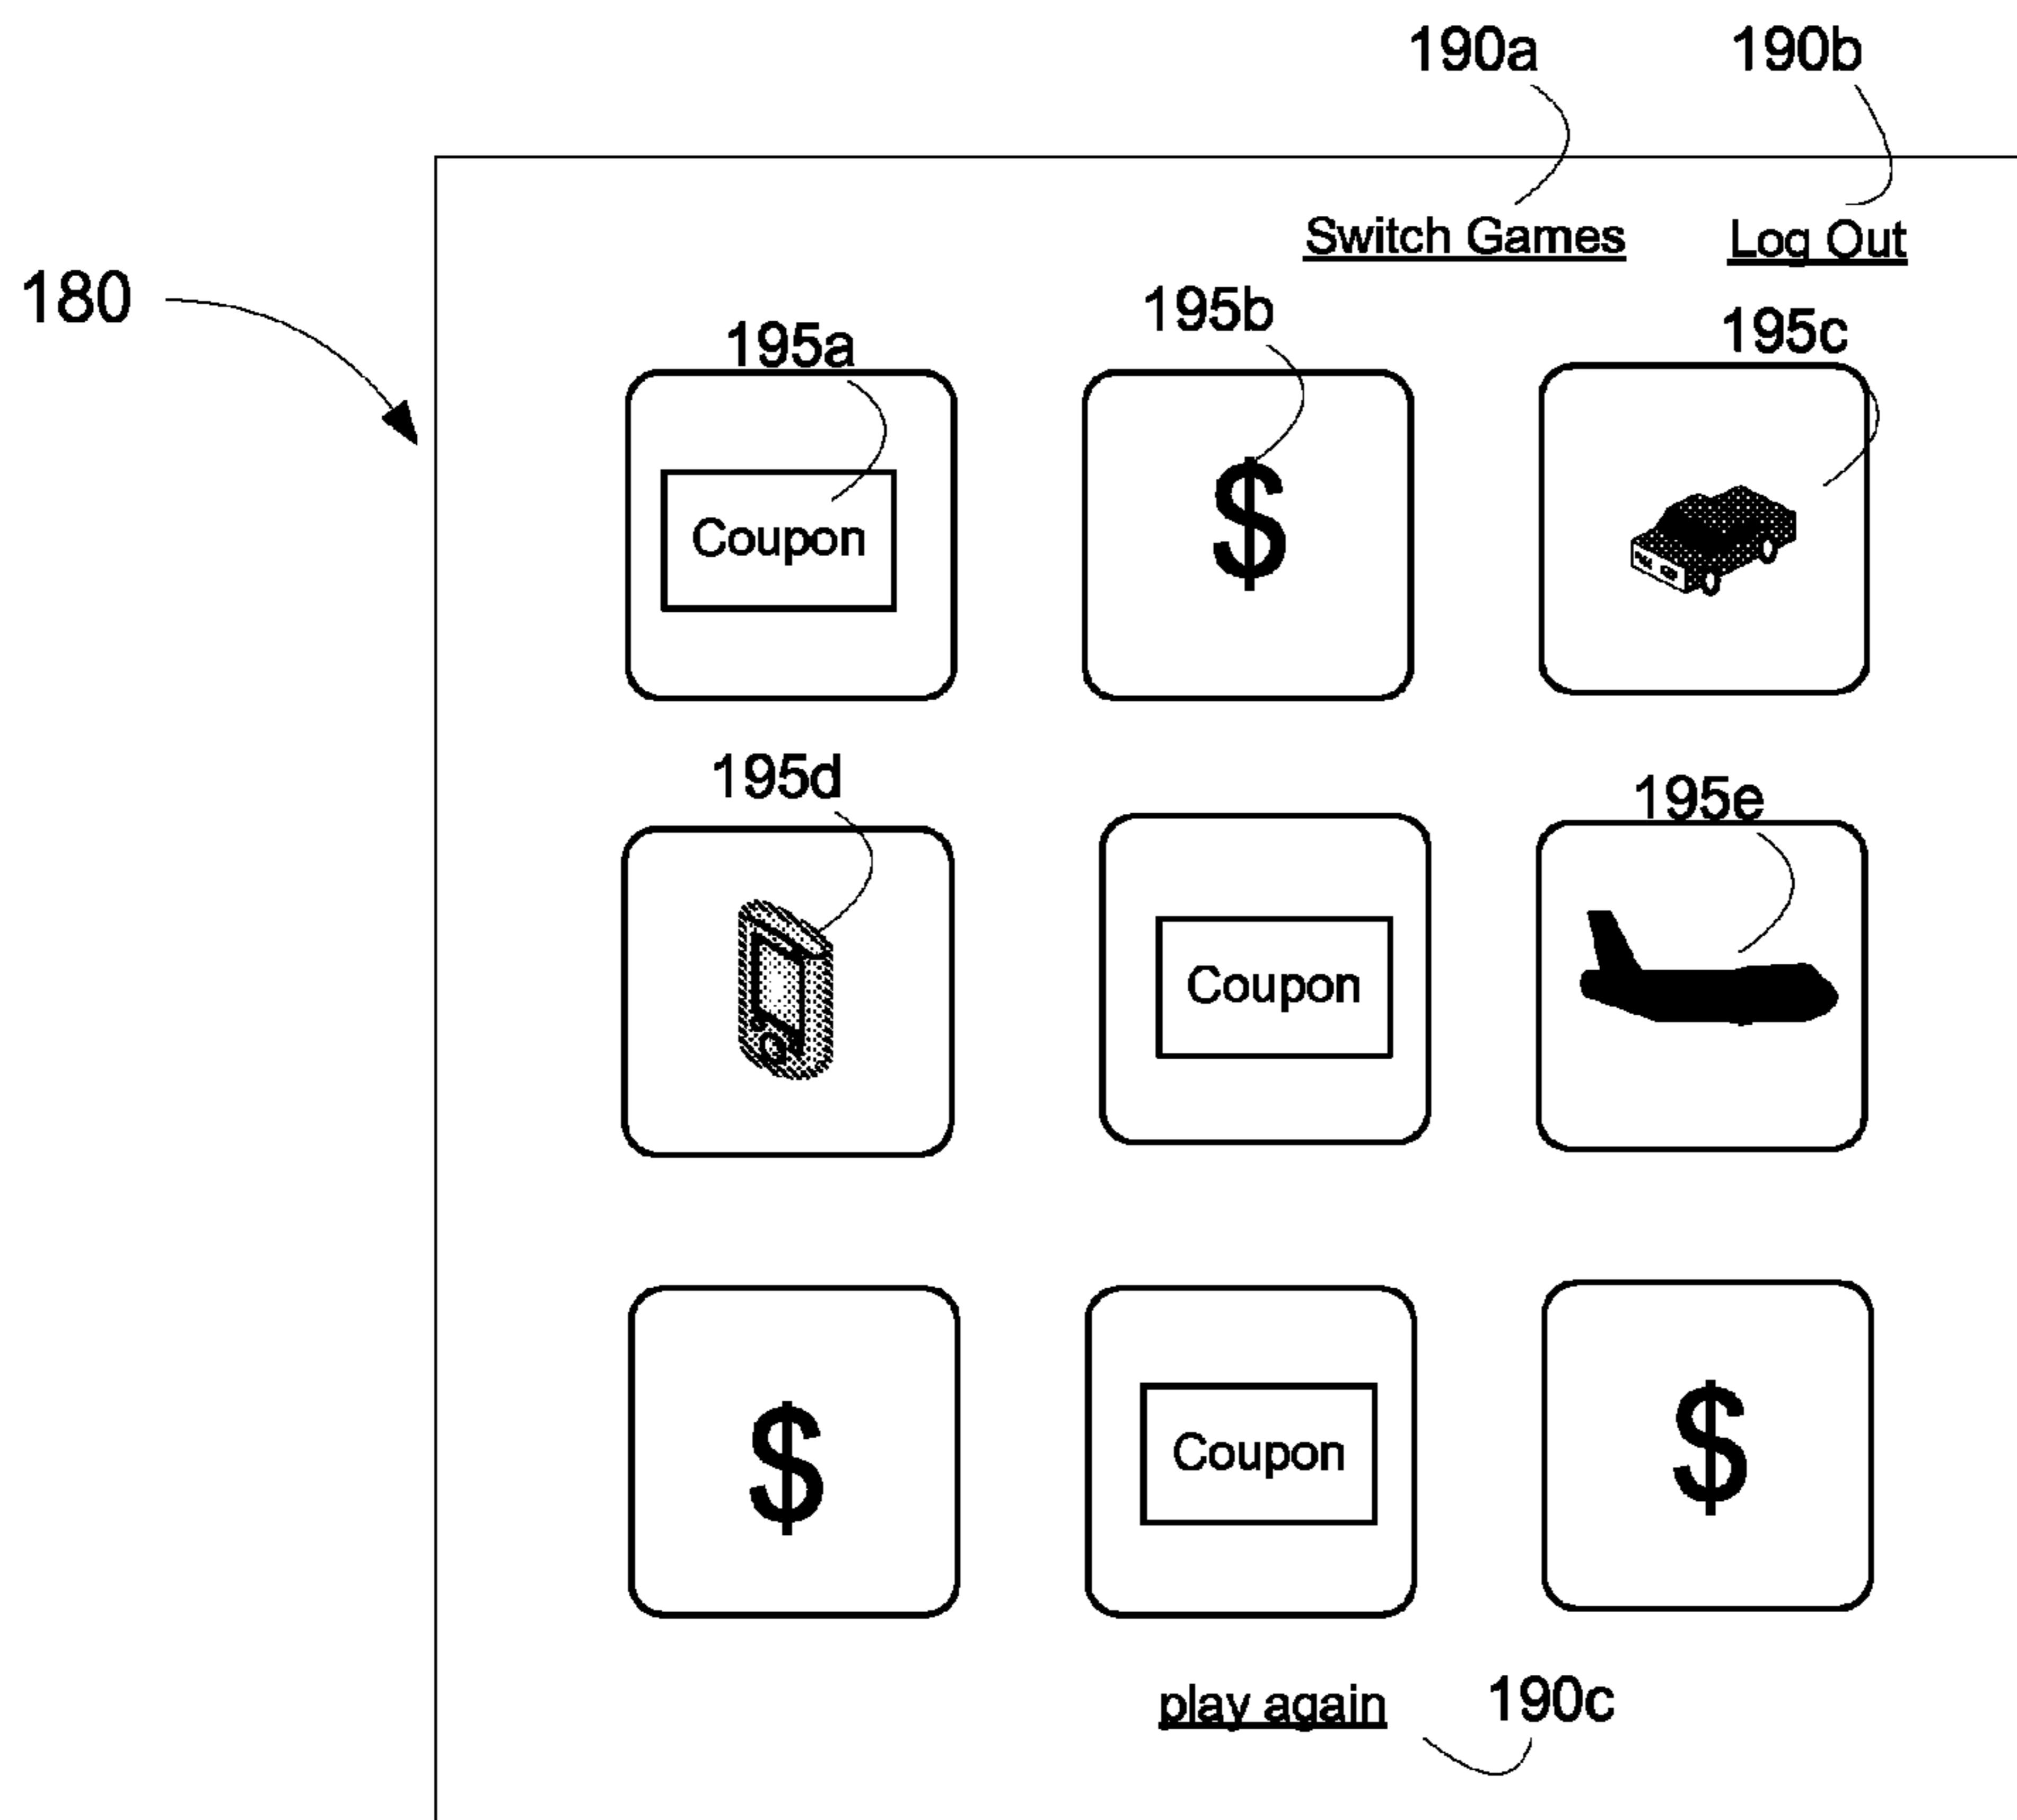 190a 190b
Switch Games Log Out
180
195a 195b 195c
Coupon $
195d 195e
Coupon
$ Coupon $
play again 190c